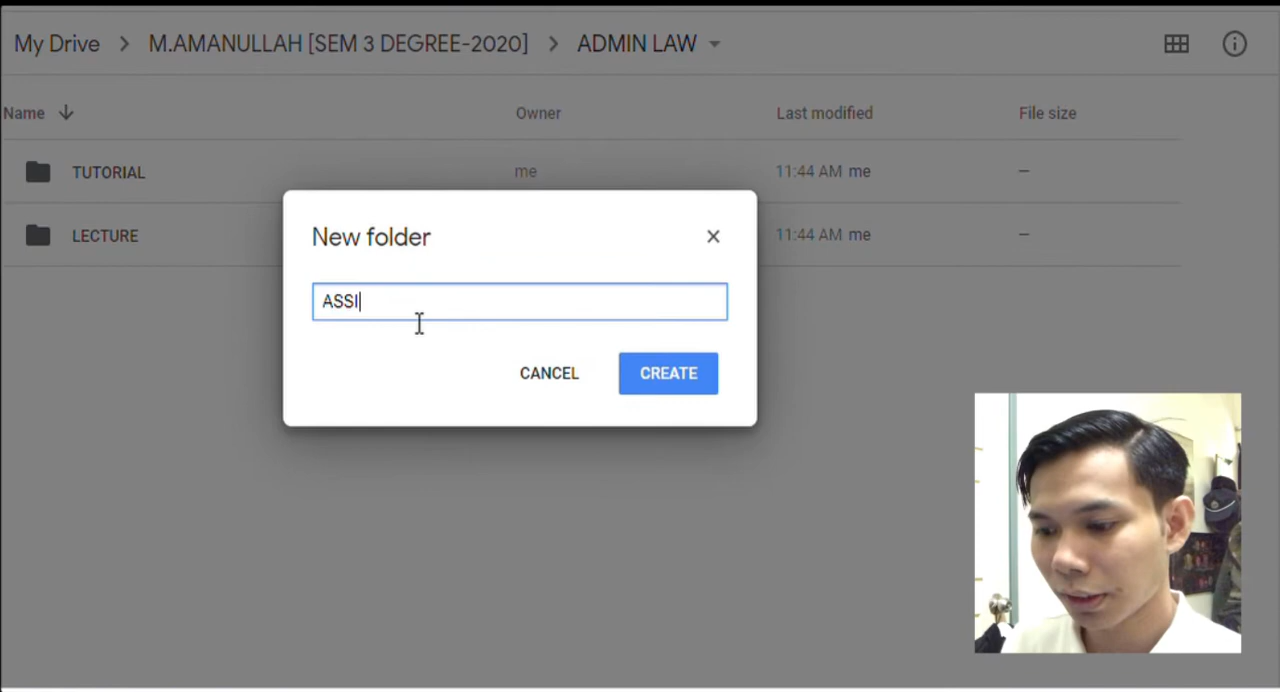 My Drive > M.AMANULLAH [SEM 3 DEGREE-2020] > ADMIN LAW
Name Owner Last modified File size
TUTORIAL me 11:44 AM me –
LECTURE 11:44 AM me –
New folder
ASSI
CANCEL CREATE